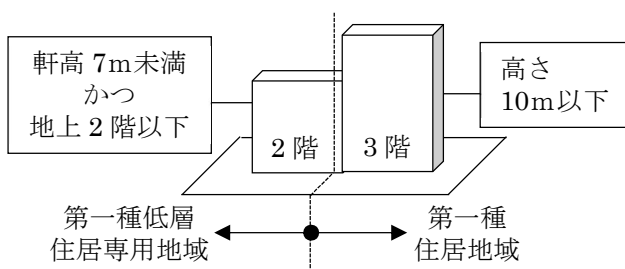 軒高 7m未満
かつ
地上 2 階以下
高さ
10m以下
2 階
3 階
第一種低層
住居専用地域
第一種
住居地域